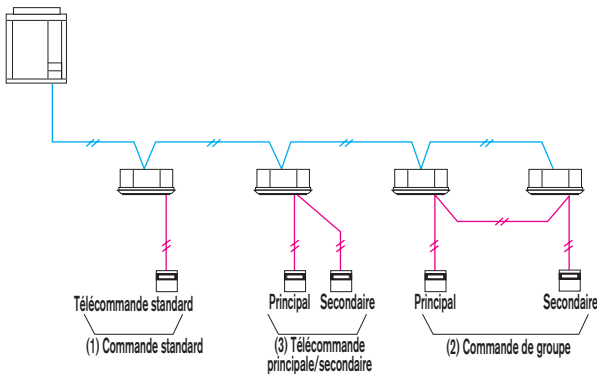 Télécommande standard
Principal
Secondaire
Principal
Secondaire
(1) Commande standard
(3) Télécommande
principale/secondaire
(2) Commande de groupe